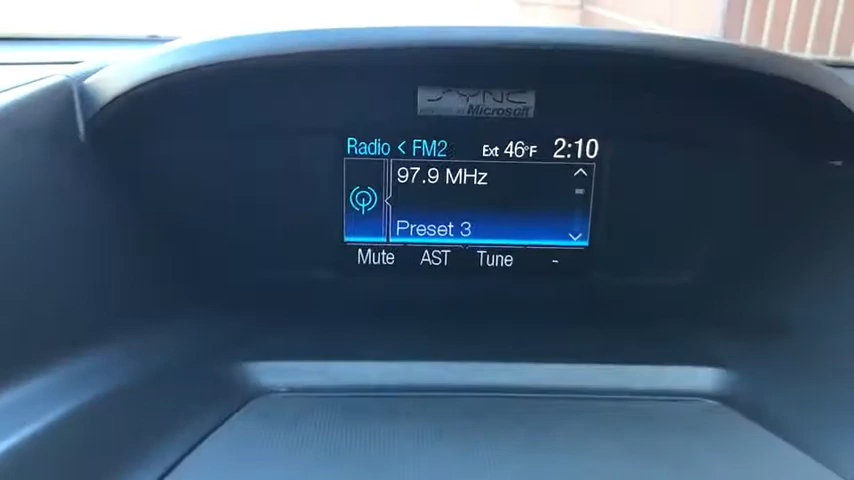 SYNC
Microsoft
Radio < FM2 Ext 46°F 2:10
97.9 MHz
Preset 3
Mute AST Tune -